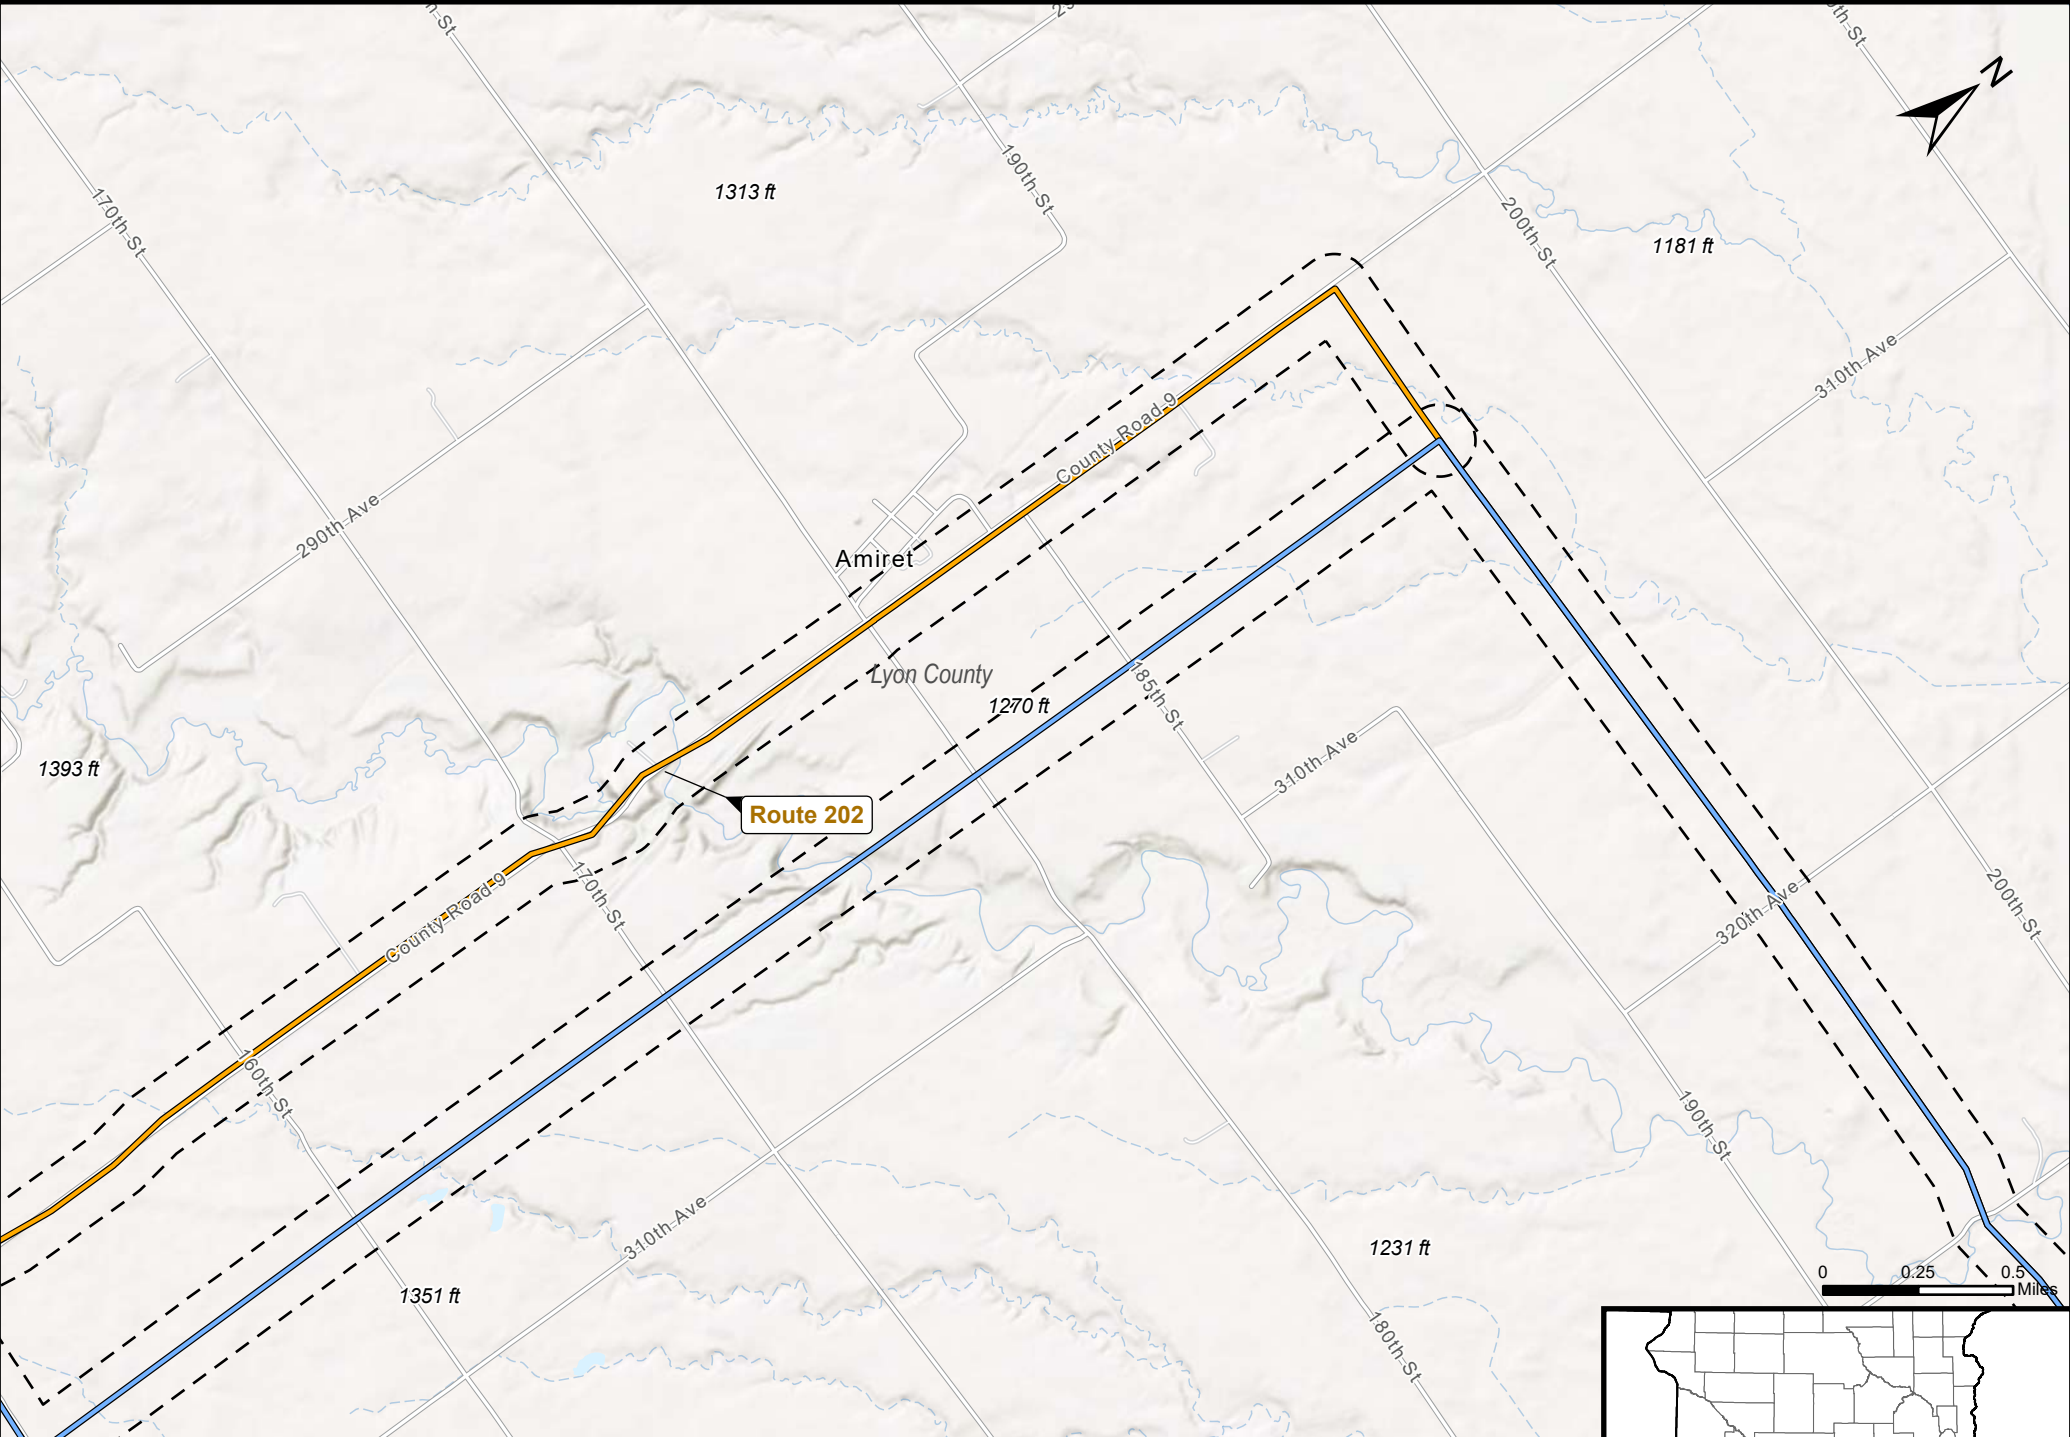 N
170th-St
190th-St
1313 ft
200th-St
1181 ft
310th-Ave
County-Road-9
290th-Ave
Amiret
Lyon County
1270 ft
185th-St
310th-Ave
1393 ft
Route 202
County-Road-9
170th-St
320th-Ave
200th-St
160th-St
190th-St
310th-Ave
1231 ft
1351 ft
180th-St
0 0.25 0.5
Miles